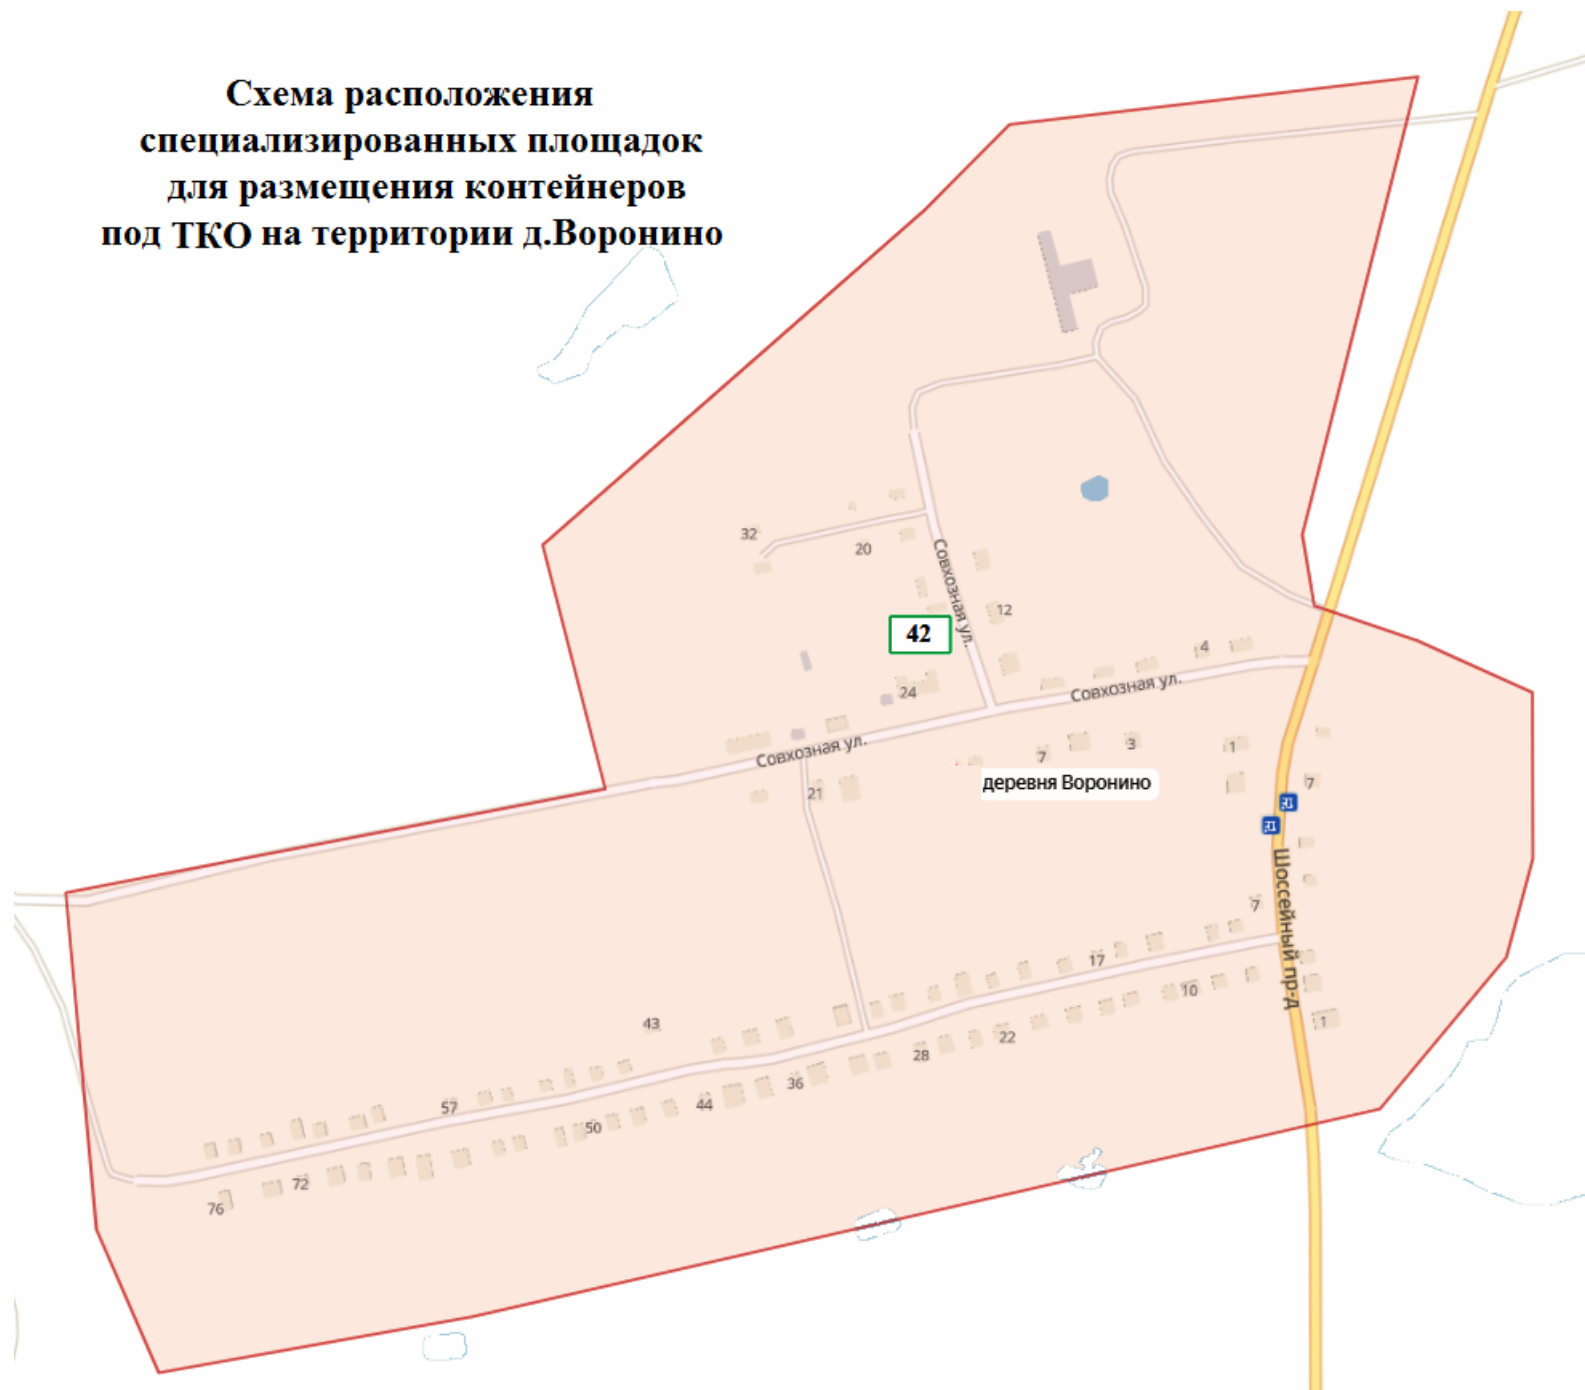 Схема расположения
специализированных площадок
для размещения контейнеров
под ТКО на территории д.Воронино
32
20
Совхозная ул.
12
42
4
24
Совхозная ул.
Совхозная ул.
7
3
1
деревня Воронино
7
21
Шоссейный пр-д
7
17
10
1
43
22
28
36
57
44
50
72
76